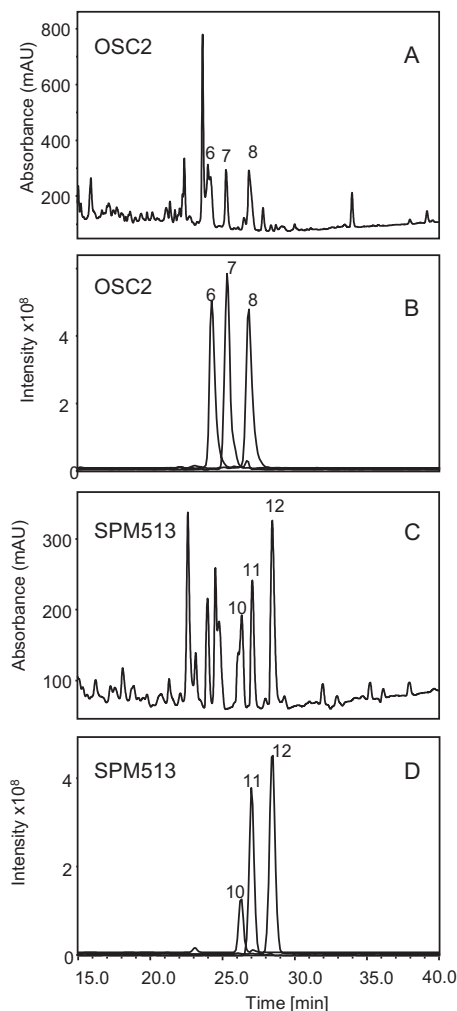 800
600
400
200
Absorbance (mAU)
OSC2
A
6
7
8
4
2
0
Intensity x10⁸
OSC2
B
6
7
8
300
200
100
Absorbance (mAU)
SPM513
C
10
11
12
4
2
0
Intensity x10⁸
SPM513
D
10
11
12
15.0 20.0 25.0 30.0 35.0 40.0
Time [min]